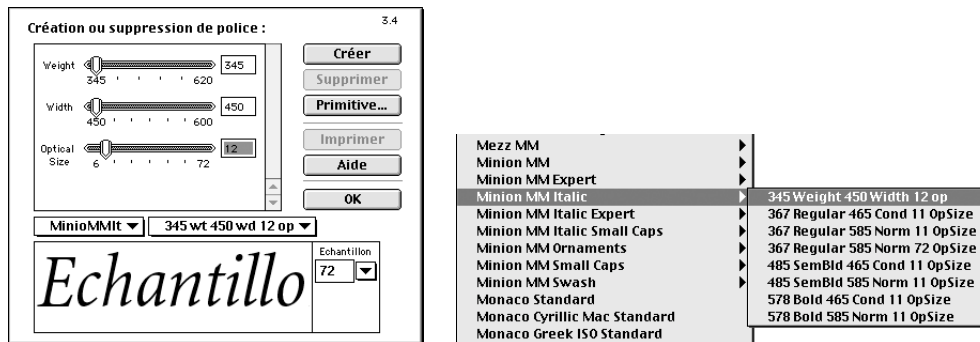 3.4
Création ou suppression de police :
Weight 345
345 620
Width 450
450 600
Optical Size 12
6 72
Créer
Supprimer
Primitive...
Imprimer
Aide
OK
MinioMMIt 345 wt 450 wd 12 op
Echantillo
Echantillon
72
Mezz MM
Minion MM
Minion MM Expert
Minion MM Italic
Minion MM Italic Expert
Minion MM Italic Small Caps
Minion MM Ornaments
Minion MM Small Caps
Minion MM Swash
Monaco Standard
Monaco Cyrillic Mac Standard
Monaco Greek ISO Standard
345 Weight 450 Width 12 op
367 Regular 465 Cond 11 OpSize
367 Regular 585 Norm 11 OpSize
367 Regular 585 Norm 72 OpSize
485 SemBld 465 Cond 11 OpSize
485 SemBld 585 Norm 11 OpSize
578 Bold 465 Cond 11 OpSize
578 Bold 585 Norm 11 OpSize